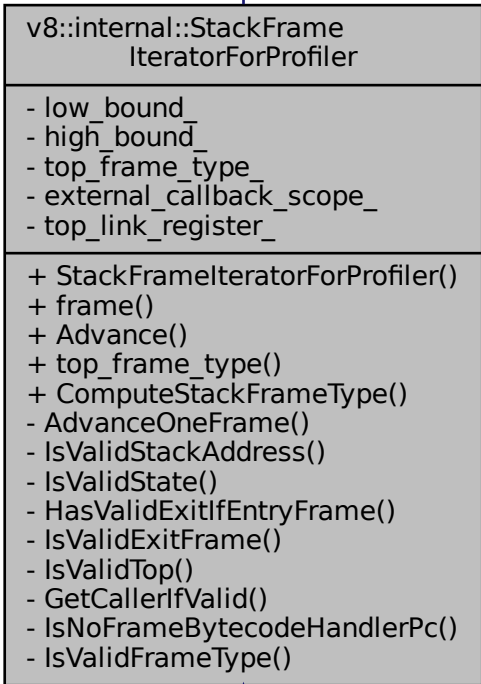 v8::internal::StackFrame
IteratorForProfiler
- low_bound_
- high_bound_
- top_frame_type_
- external_callback_scope_
- top_link_register_
+ StackFrameIteratorForProfiler()
+ frame()
+ Advance()
+ top_frame_type()
+ ComputeStackFrameType()
- AdvanceOneFrame()
- IsValidStackAddress()
- IsValidState()
- HasValidExitIfEntryFrame()
- IsValidExitFrame()
- IsValidTop()
- GetCallerIfValid()
- IsNoFrameBytecodeHandlerPc()
- IsValidFrameType()